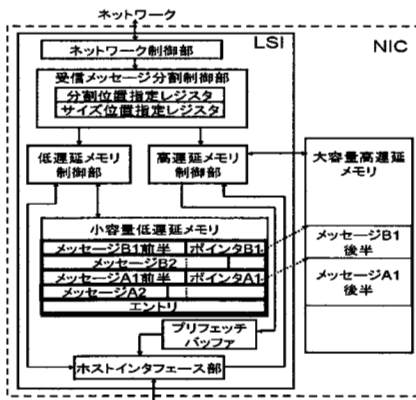 ネットワーク
LSI
NIC
ネットワーク制御部
受信メッセージ分割制御部
分割位置指定レジスタ
サイズ位置指定レジスタ
低遅延メモリ
制御部
高遅延メモリ
制御部
大容量高遅延
メモリ
小容量低遅延メモリ
メッセージB1前半
ポインタB1
メッセージB2
メッセージA1前半
ポインタA1
メッセージA2
エントリ
メッセージB1
後半
メッセージA1
後半
プリフェッチ
バッファ
ホストインタフェース部